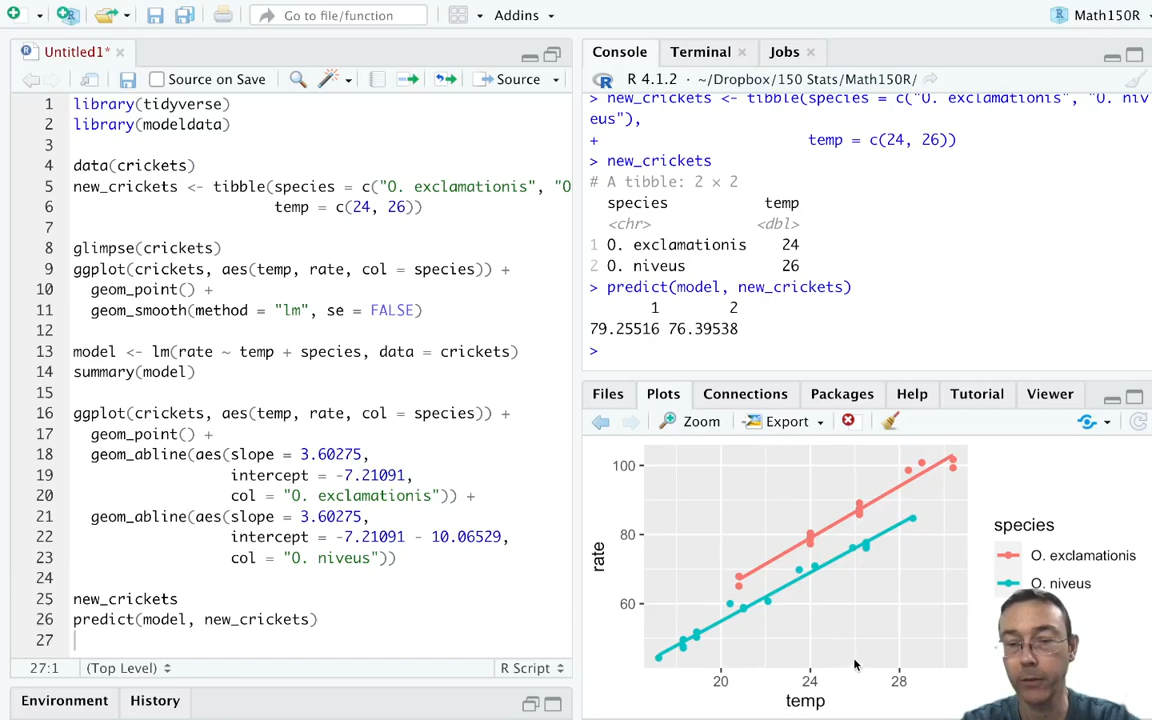 Go to file/function
Addins
Math150R
Untitled1*
Source on Save
Source
1 library(tidyverse)
2 library(modeldata)
3
4 data(crickets)
5 new_crickets <- tibble(species = c("O. exclamationis", "O
6 temp = c(24, 26))
7
8 glimpse(crickets)
9 ggplot(crickets, aes(temp, rate, col = species)) +
10 geom_point() +
11 geom_smooth(method = "lm", se = FALSE)
12
13 model <- lm(rate ~ temp + species, data = crickets)
14 summary(model)
15
16 ggplot(crickets, aes(temp, rate, col = species)) +
17 geom_point() +
18 geom_abline(aes(slope = 3.60275,
19 intercept = -7.21091,
20 col = "O. exclamationis")) +
21 geom_abline(aes(slope = 3.60275,
22 intercept = -7.21091 - 10.06529,
23 col = "O. niveus"))
24
25 new_crickets
26 predict(model, new_crickets)
27
27:1 (Top Level) R Script
Environment History
Console Terminal Jobs
R 4.1.2 · ~/Dropbox/150 Stats/Math150R/
> new_crickets <- tibble(species = c("O. exclamationis", "O. niv
eus"),
+ temp = c(24, 26))
> new_crickets
# A tibble: 2 × 2
species temp
<chr> <dbl>
1 O. exclamationis 24
2 O. niveus 26
> predict(model, new_crickets)
1 2
79.25516 76.39538
>
Files Plots Connections Packages Help Tutorial Viewer
Zoom Export
100
80
60
rate
20 24 28
temp
species
O. exclamationis
O. niveus